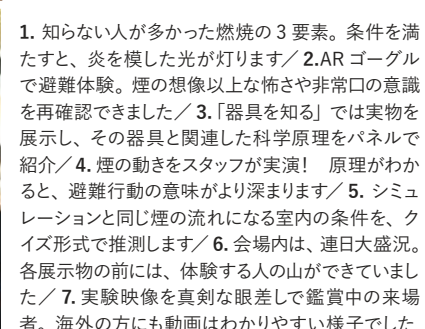 1. 知らない人が多かった燃焼の3要素。条件を満
たすと、炎を模した光が灯ります／2.ARゴーグル
で避難体験。煙の想像以上な怖さや非常口の意識
を再確認できました／3.「器具を知る」では実物を
展示し、その器具と関連した科学原理をパネルで
紹介／4. 煙の動きをスタッフが実演！　原理がわか
ると、避難行動の意味がより深まります／5. シミュ
レーションと同じ煙の流れになる室内の条件を、ク
イズ形式で推測します／6. 会場内は、連日大盛況。
各展示物の前には、体験する人の山ができていまし
た／7. 実験映像を真剣な眼差しで鑑賞中の来場
者。海外の方にも動画はわかりやすい様子でした